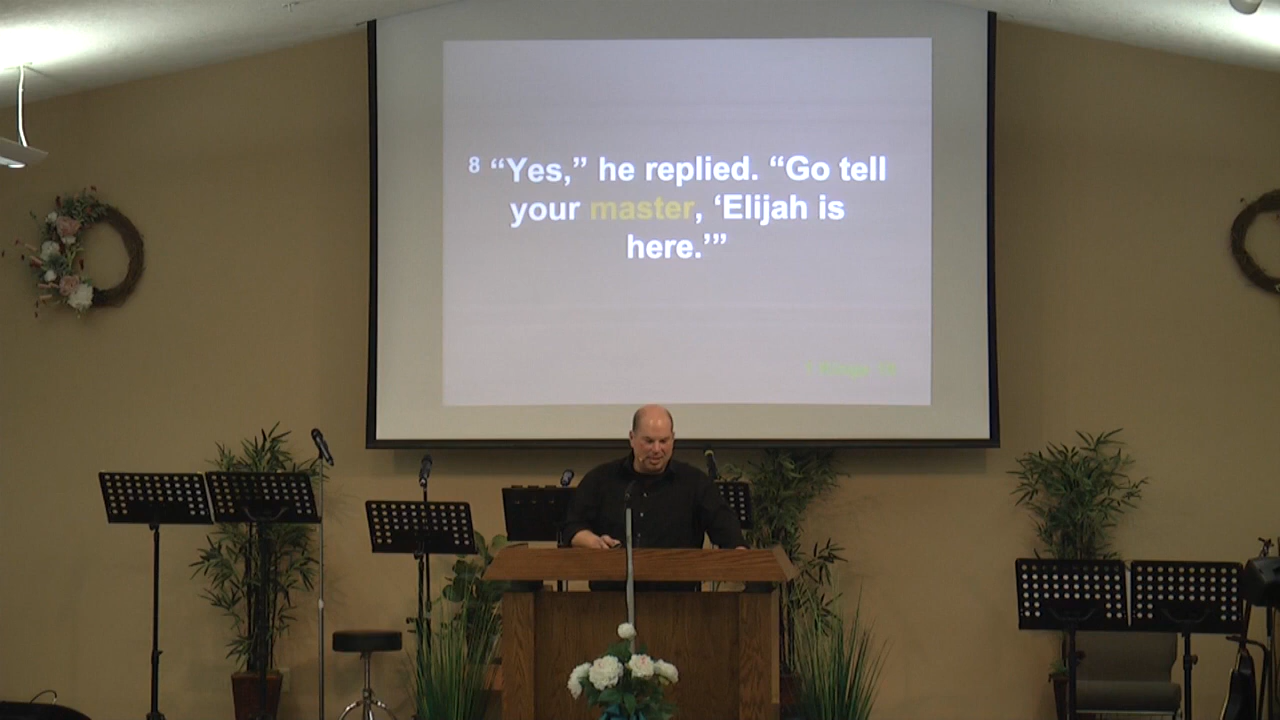 8 “Yes,” he replied. “Go tell
your master, ‘Elijah is
here.’”